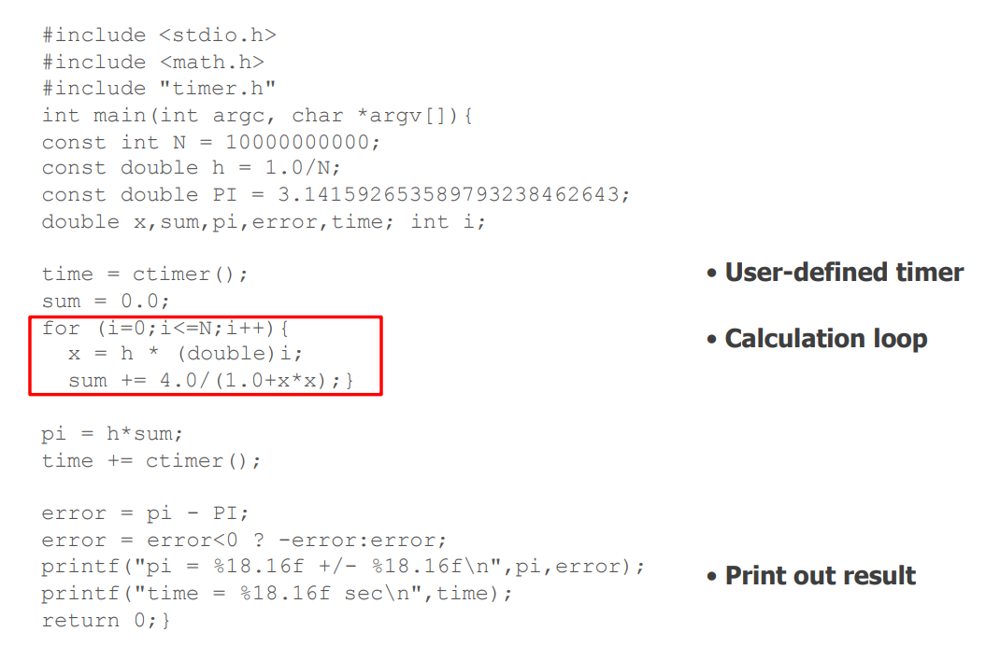 #include <stdio.h>
#include <math.h>
#include "timer.h"
int main(int argc, char *argv[]){
const int N = 10000000000;
const double h = 1.0/N;
const double PI = 3.141592653589793238462643;
double x,sum,pi,error,time; int i;
time = ctimer();
• User-defined timer
sum = 0.0;
for (i=0;i<=N;i++){
• Calculation loop
x = h * (double)i;
sum += 4.0/(1.0+x*x);}
pi = h*sum;
time += ctimer();
error = pi - PI;
error = error<0 ? -error:error;
printf("pi = %18.16f +/- %18.16f\n",pi,error);
• Print out result
printf("time = %18.16f sec\n",time);
return 0;}